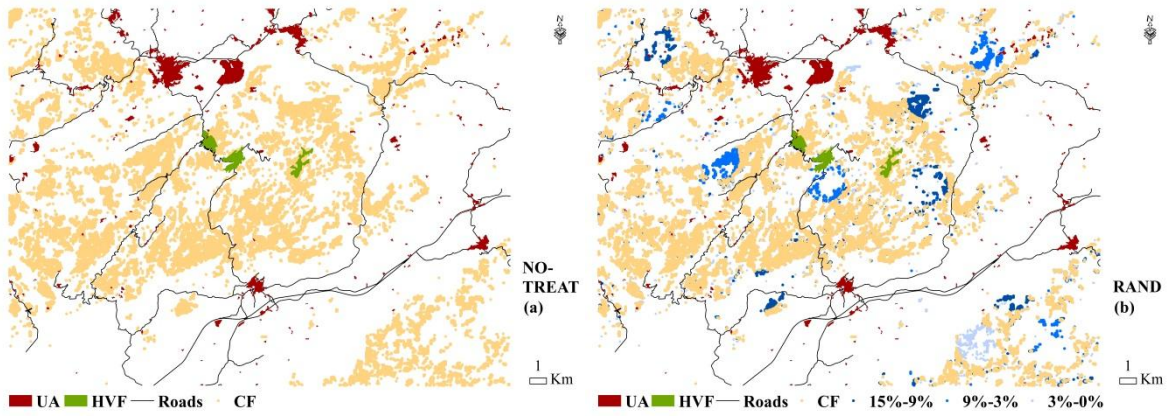 N
NO-
TREAT
(a)
1
Km
UA HVF Roads CF
N
RAND
(b)
1
Km
UA HVF Roads CF 15%-9% 9%-3% 3%-0%